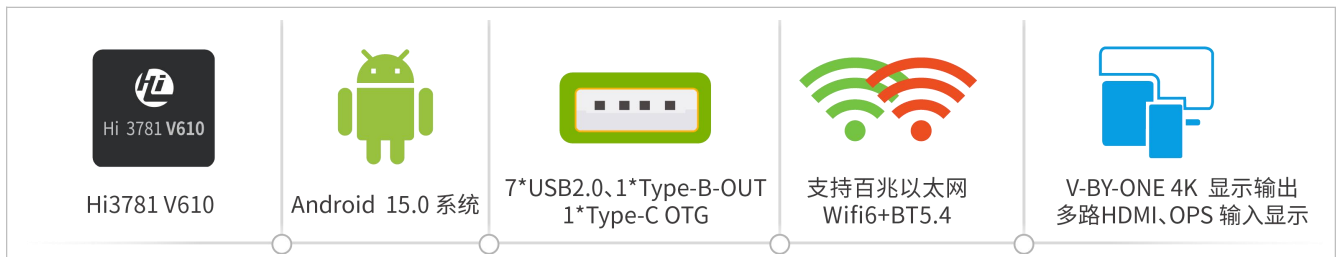 Hi
Hi 3781 V610
Hi3781 V610
Android 15.0 系统
7*USB2.0、1*Type-B-OUT
1*Type-C OTG
支持百兆以太网
Wifi6+BT5.4
V-BY-ONE 4K 显示输出
多路HDMI、OPS 输入显示